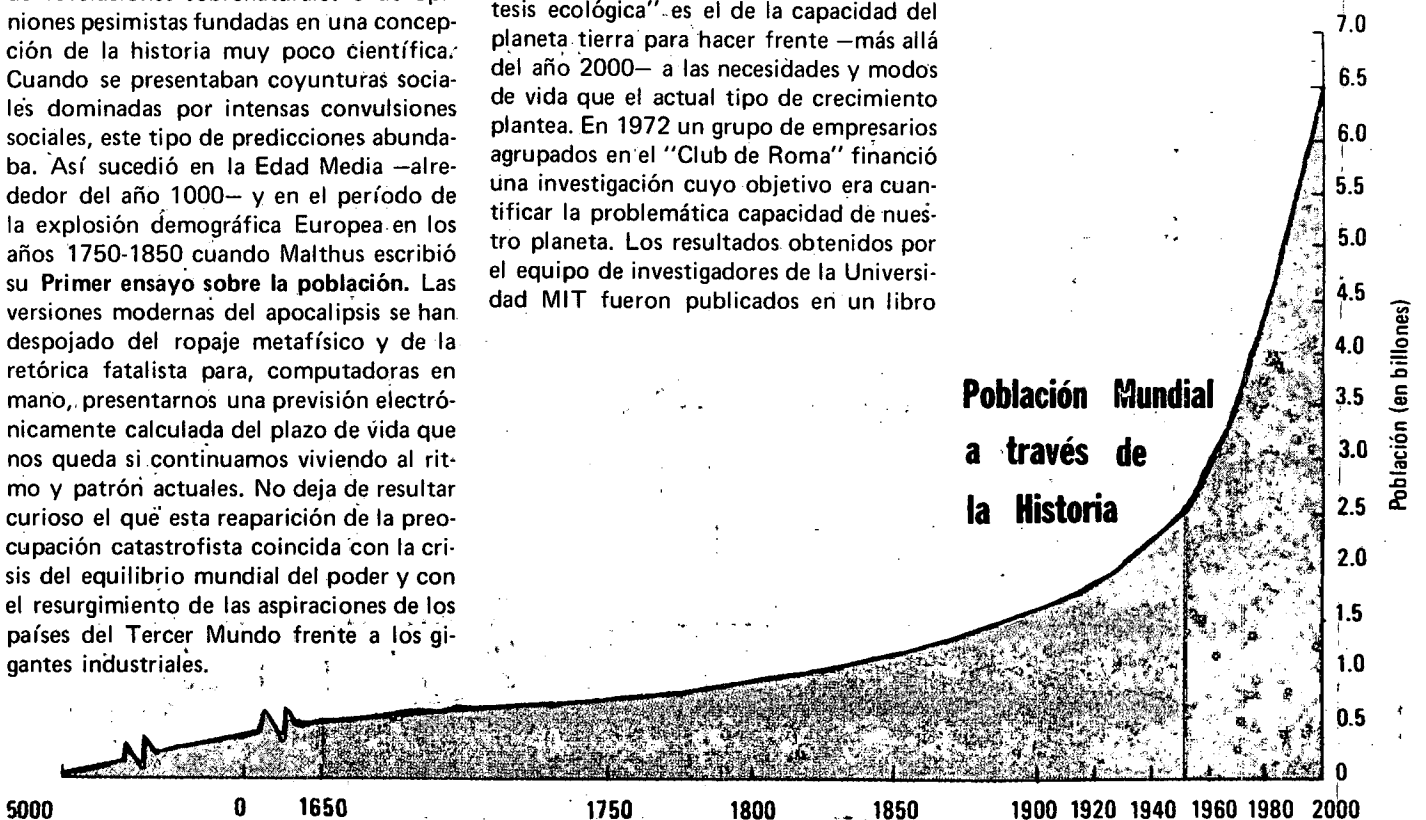 niones pesimistas fundadas en una concep-
ción de la historia muy poco científica.
Cuando se presentaban coyunturas socia-
les dominadas por intensas convulsiones
sociales, este tipo de predicciones abunda-
ba. Así sucedió en la Edad Media —alre-
dedor del año 1000— y en el período de
la explosión demográfica Europea en los
años 1750-1850 cuando Malthus escribió
su Primer ensayo sobre la población. Las
versiones modernas del apocalipsis se han
despojado del ropaje metafísico y de la
retórica fatalista para, computadoras en
mano, presentarnos una previsión electró-
nicamente calculada del plazo de vida que
nos queda si continuamos viviendo al rit-
mo y patrón actuales. No deja de resultar
curioso el que esta reaparición de la preo-
cupación catastrofista coincida con la cri-
sis del equilibrio mundial del poder y con
el resurgimiento de las aspiraciones de los
países del Tercer Mundo frente a los gi-
gantes industriales.
tesis ecológica" es el de la capacidad del
planeta tierra para hacer frente —más allá
del año 2000— a las necesidades y modos
de vida que el actual tipo de crecimiento
plantea. En 1972 un grupo de empresarios
agrupados en el "Club de Roma" financió
una investigación cuyo objetivo era cuan-
tificar la problemática capacidad de nues-
tro planeta. Los resultados obtenidos por
el equipo de investigadores de la Universi-
dad MIT fueron publicados en un libro
Población Mundial
a través de
la Historia
7.0
6.5
6.0
5.5
5.0
4.5
4.0
3.5
3.0
2.5
2.0
1.5
1.0
0.5
0
Población (en billones)
5000 0 1650 1750 1800 1850 1900 1920 1940 1960 1980 2000